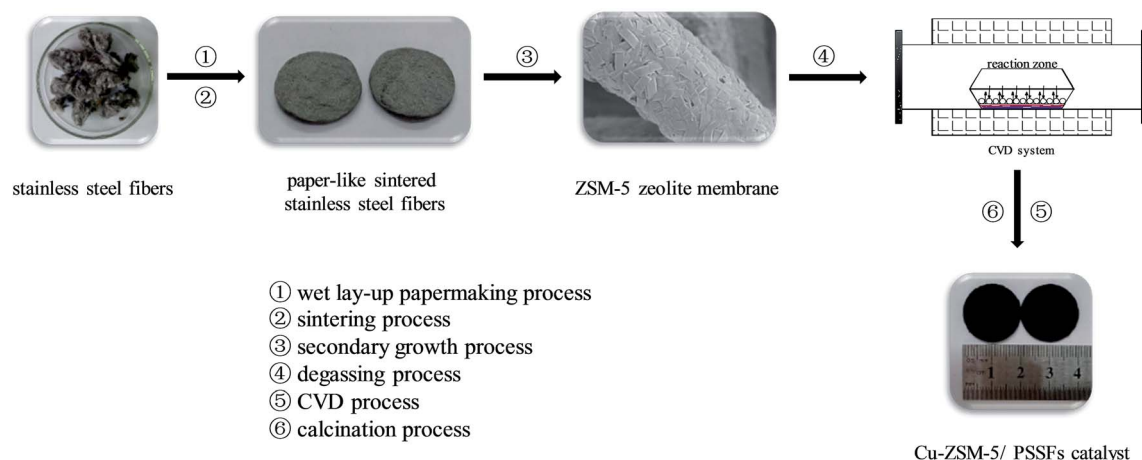 ①
②
③
④
reaction zone
CVD system
stainless steel fibers
paper-like sintered
stainless steel fibers
ZSM-5 zeolite membrane
⑥ ⑤
① wet lay-up papermaking process
② sintering process
③ secondary growth process
④ degassing process
⑤ CVD process
⑥ calcination process
1 2 3 4
Cu-ZSM-5/ PSSFs catalyst